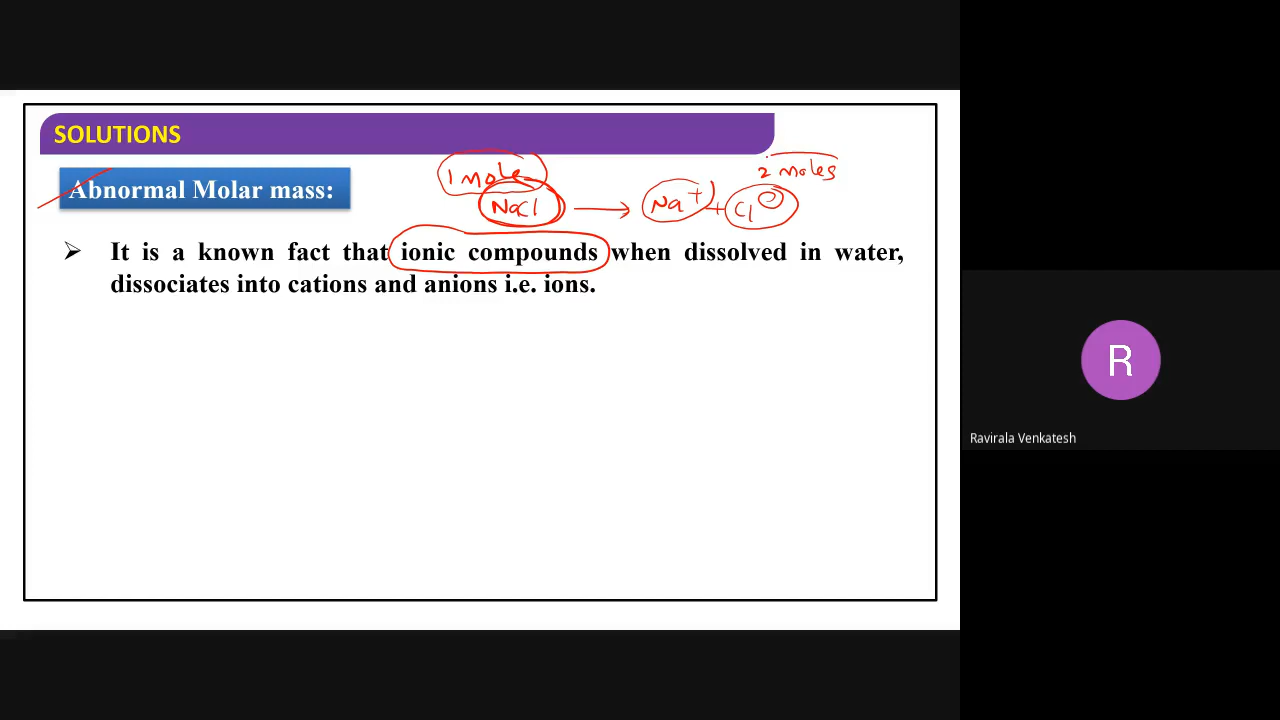 SOLUTIONS
1 mole
2 moles
Abnormal Molar mass:
NaCl → Na⁺ + Cl⊖
➢ It is a known fact that ionic compounds when dissolved in water,
dissociates into cations and anions i.e. ions.
R
Ravirala Venkatesh